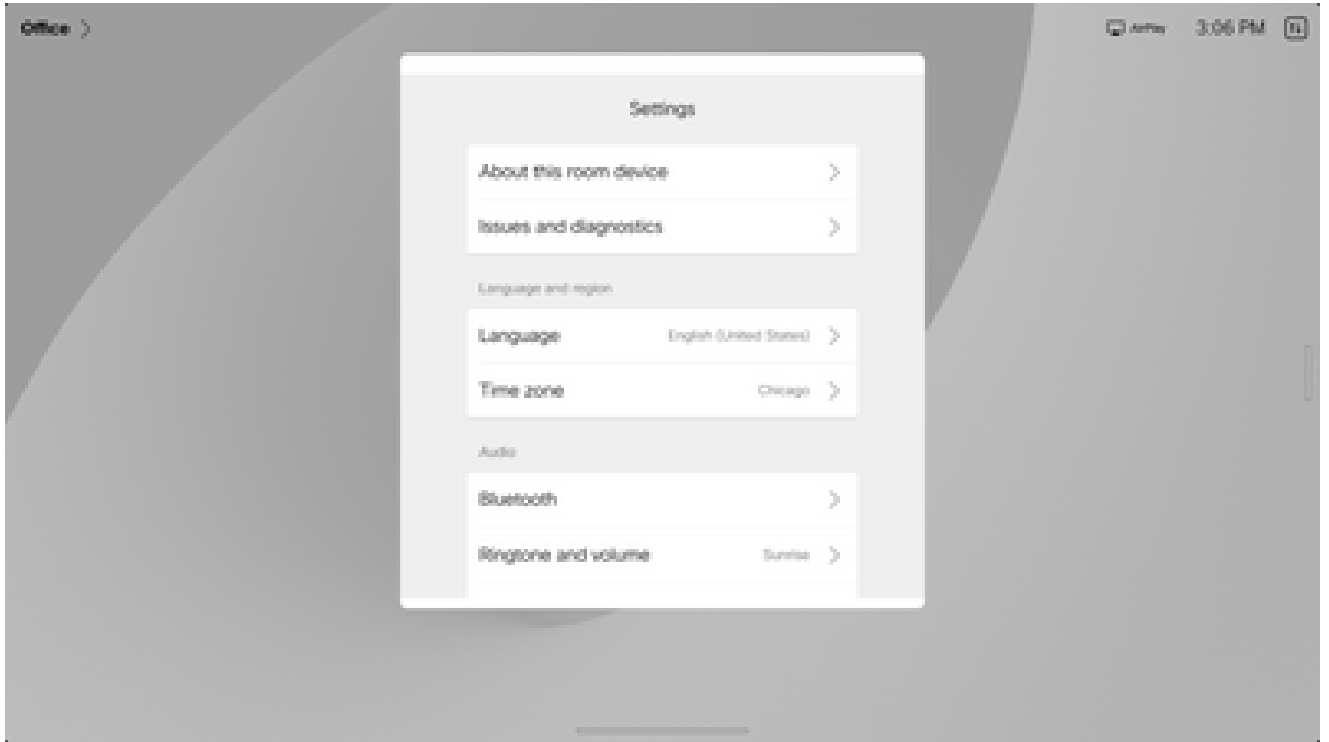 Office
AirPlay 3:06 PM
Settings
About this room device
Issues and diagnostics
Language and region
Language English (United States)
Time zone Chicago
Audio
Bluetooth
Ringtone and volume Sunrise